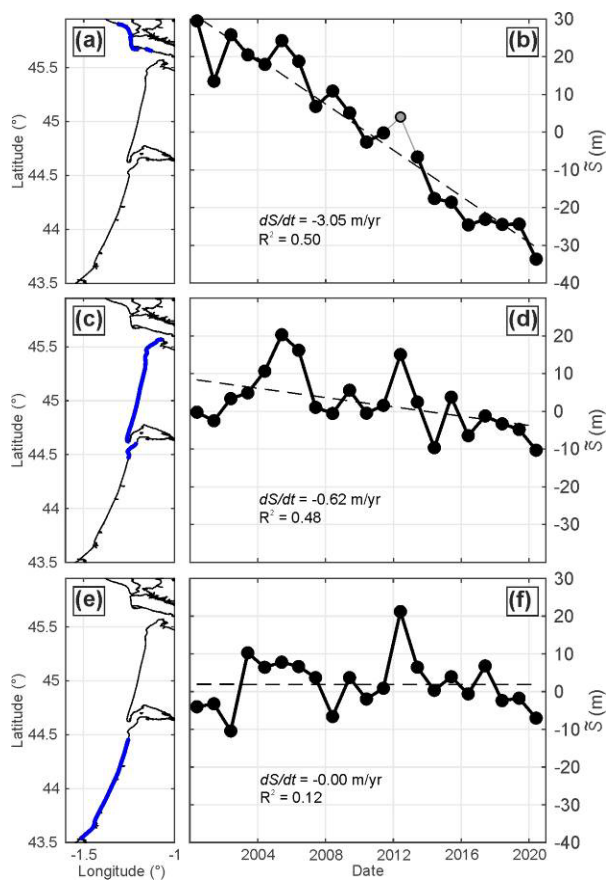 (a)
(b)
Latitude (°)
45.5
45
44.5
44
43.5
30
20
10
0
-10
-20
-30
-40
S̃ (m)
dS/dt = -3.05 m/yr
R² = 0.50
(c)
(d)
Latitude (°)
45.5
45
44.5
44
43.5
20
10
0
-10
-20
-30
S̃ (m)
dS/dt = -0.62 m/yr
R² = 0.48
(e)
(f)
Latitude (°)
45.5
45
44.5
44
43.5
30
20
10
0
-10
-20
-30
-40
S̃ (m)
dS/dt = -0.00 m/yr
R² = 0.12
-1.5
-1
Longitude (°)
2004
2008
2012
2016
2020
Date